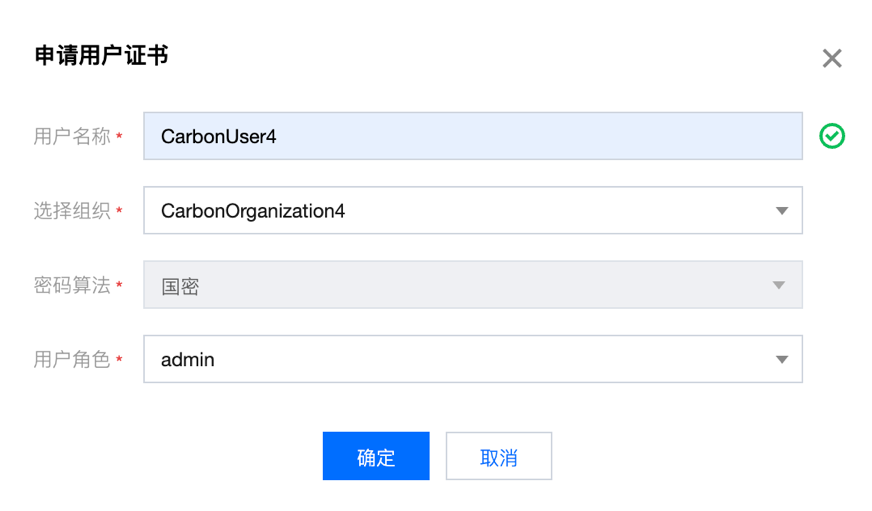 申请用户证书
用户名称 * CarbonUser4
选择组织 * CarbonOrganization4
密码算法 * 国密
用户角色 * admin
确定 取消